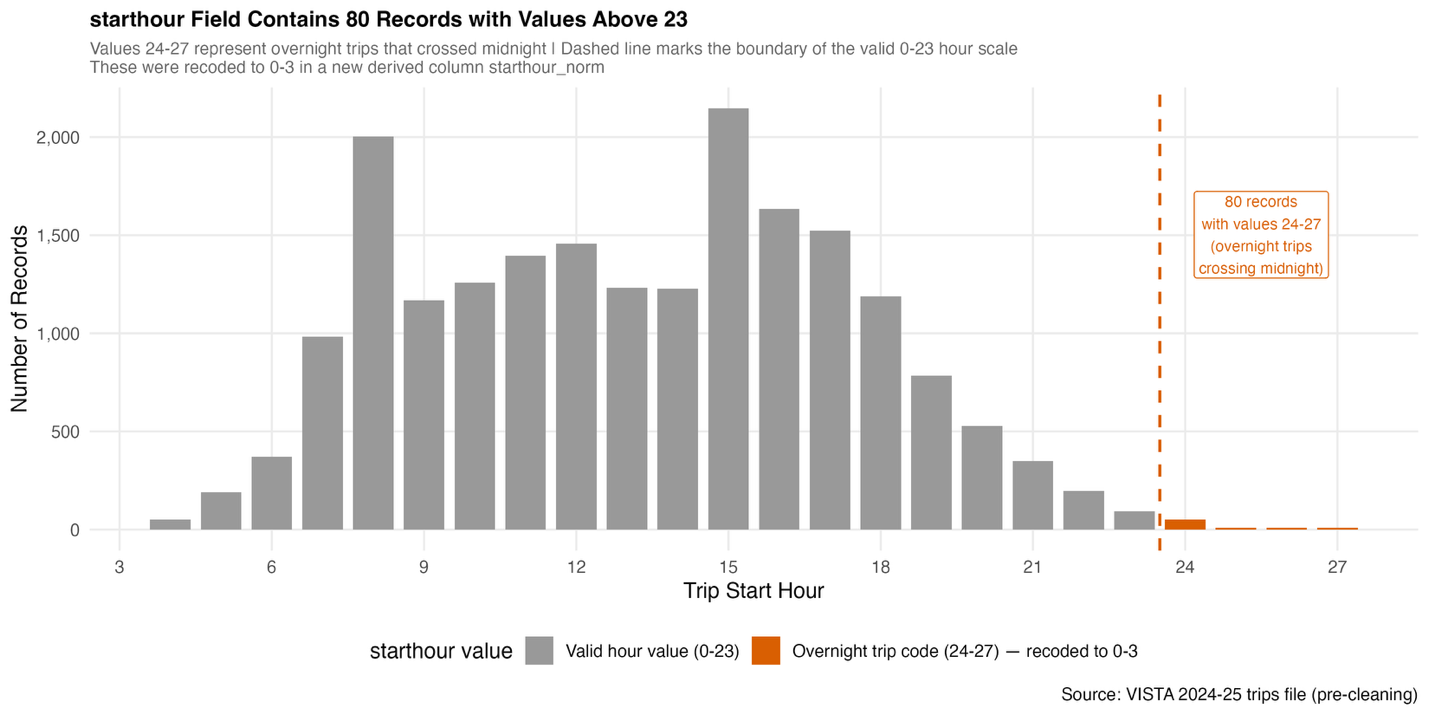 starthour Field Contains 80 Records with Values Above 23
Values 24-27 represent overnight trips that crossed midnight | Dashed line marks the boundary of the valid 0-23 hour scale
These were recoded to 0-3 in a new derived column starthour_norm
Number of Records
2,000
1,500
1,000
500
0
80 records
with values 24-27
(overnight trips
crossing midnight)
3 6 9 12 15 18 21 24 27
Trip Start Hour
starthour value Valid hour value (0-23) Overnight trip code (24-27) — recoded to 0-3
Source: VISTA 2024-25 trips file (pre-cleaning)